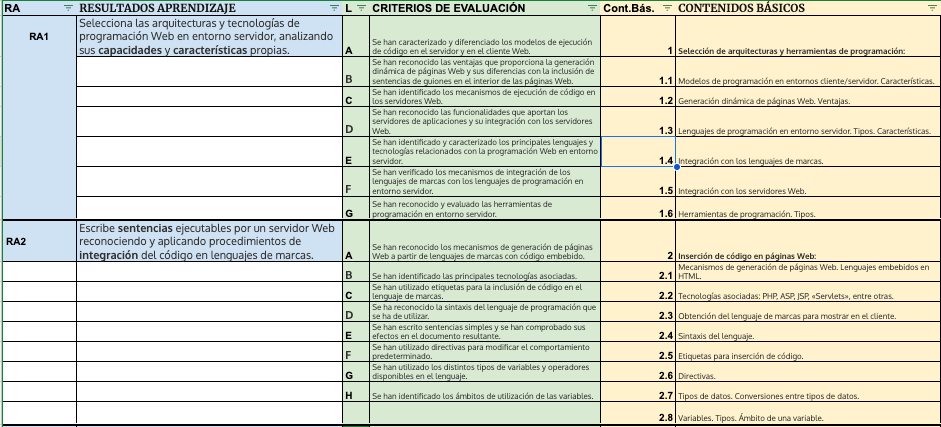 RA RESULTADOS APRENDIZAJE L CRITERIOS DE EVALUACIÓN Cont.Bás. CONTENIDOS BÁSICOS
RA1
Selecciona las arquitecturas y tecnologías de
programación Web en entorno servidor, analizando
sus capacidades y características propias.
A
Se han caracterizado y diferenciado los modelos de ejecución
de código en el servidor y en el cliente Web.
1 Selección de arquitecturas y herramientas de programación:
B
Se han reconocido las ventajas que proporciona la generación
dinámica de páginas Web y sus diferencias con la inclusión de
sentencias de guiones en el interior de las páginas Web.
1.1 Modelos de programación en entornos cliente/servidor. Características.
C
Se han identificado los mecanismos de ejecución de código en
los servidores Web.
1.2 Generación dinámica de páginas Web. Ventajas.
D
Se han reconocido las funcionalidades que aportan los
servidores de aplicaciones y su integración con los servidores
Web.
1.3 Lenguajes de programación en entorno servidor. Tipos. Características.
E
Se han identificado y caracterizado los principales lenguajes y
tecnologías relacionados con la programación Web en entorno
servidor.
1.4 Integración con los lenguajes de marcas.
F
Se han verificado los mecanismos de integración de los
lenguajes de marcas con los lenguajes de programación en
entorno servidor.
1.5 Integración con los servidores Web.
G
Se han reconocido y evaluado las herramientas de
programación en entorno servidor.
1.6 Herramientas de programación. Tipos.
RA2
Escribe sentencias ejecutables por un servidor Web
reconociendo y aplicando procedimientos de
integración del código en lenguajes de marcas.
A
Se han reconocido los mecanismos de generación de páginas
Web a partir de lenguajes de marcas con código embebido.
2 Inserción de código en páginas Web:
B
Se han identificado las principales tecnologías asociadas.
2.1 Mecanismos de generación de páginas Web. Lenguajes embebidos en
HTML.
C
Se han utilizado etiquetas para la inclusión de código en el
lenguaje de marcas.
2.2 Tecnologías asociadas: PHP, ASP, JSP, «Servlets», entre otras.
D
Se ha reconocido la sintaxis del lenguaje de programación que
se ha de utilizar.
2.3 Obtención del lenguaje de marcas para mostrar en el cliente.
E
Se han escrito sentencias simples y se han comprobado sus
efectos en el documento resultante.
2.4 Sintaxis del lenguaje.
F
Se han utilizado directivas para modificar el comportamiento
predeterminado.
2.5 Etiquetas para inserción de código.
G
Se han utilizado los distintos tipos de variables y operadores
disponibles en el lenguaje.
2.6 Directivas.
H
Se han identificado los ámbitos de utilización de las variables.
2.7 Tipos de datos. Conversiones entre tipos de datos.
2.8 Variables. Tipos. Ámbito de una variable.